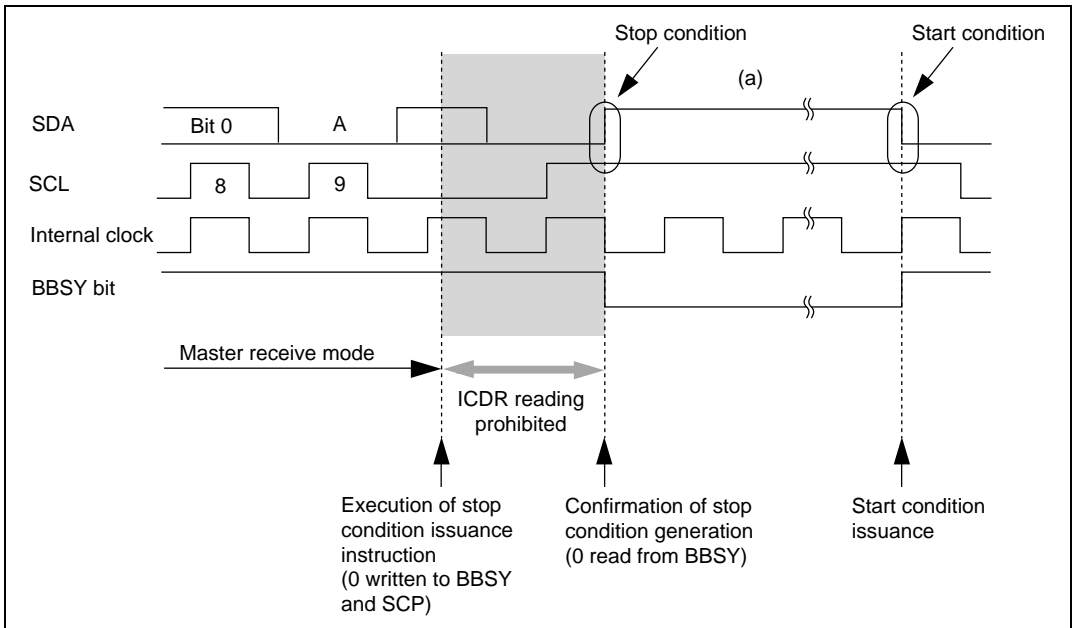 Stop condition
Start condition
(a)
SDA
Bit 0
A
SCL
8
9
Internal clock
BBSY bit
Master receive mode
ICDR reading
prohibited
Execution of stop
condition issuance
instruction
(0 written to BBSY
and SCP)
Confirmation of stop
condition generation
(0 read from BBSY)
Start condition
issuance